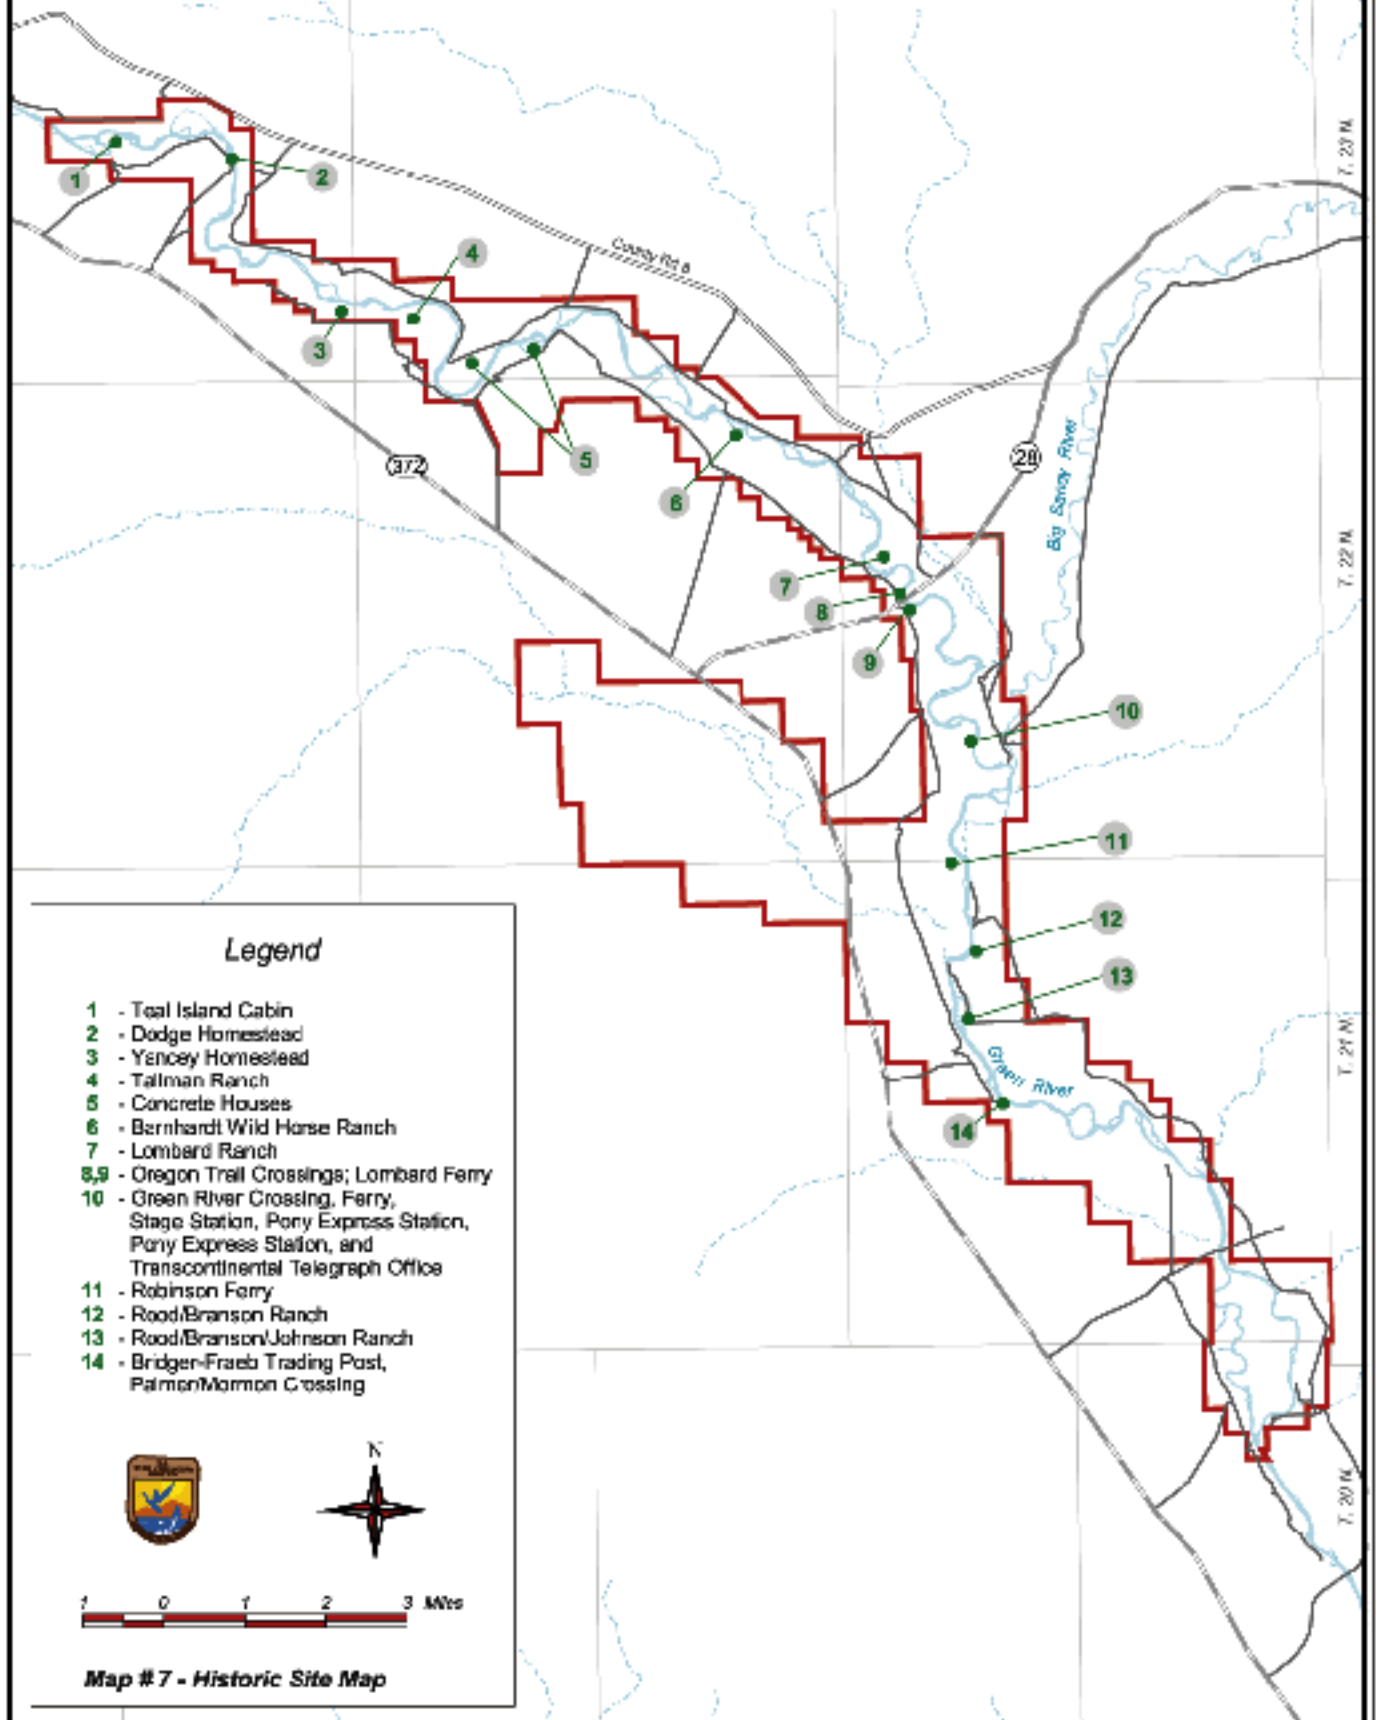 T. 23 N.
1
2
4
County Rd 8
3
5
372
28
6
Big Sandy River
T. 22 N.
7
8
9
10
11
12
13
Green River
T. 21 N.
14
Legend
1 - Teal Island Cabin
2 - Dodge Homestead
3 - Yancey Homestead
4 - Tallman Ranch
5 - Concrete Houses
6 - Barnhardt Wild Horse Ranch
7 - Lombard Ranch
8,9 - Oregon Trail Crossings; Lombard Ferry
10 - Green River Crossing, Ferry,
Stage Station, Pony Express Station,
Pony Express Station, and
Transcontinental Telegraph Office
11 - Robinson Ferry
12 - Rood/Branson Ranch
13 - Rood/Branson/Johnson Ranch
14 - Bridger-Fraeb Trading Post,
Palmer/Mormon Crossing
T. 20 N.
N
1 0 1 2 3 Miles
Map # 7 - Historic Site Map